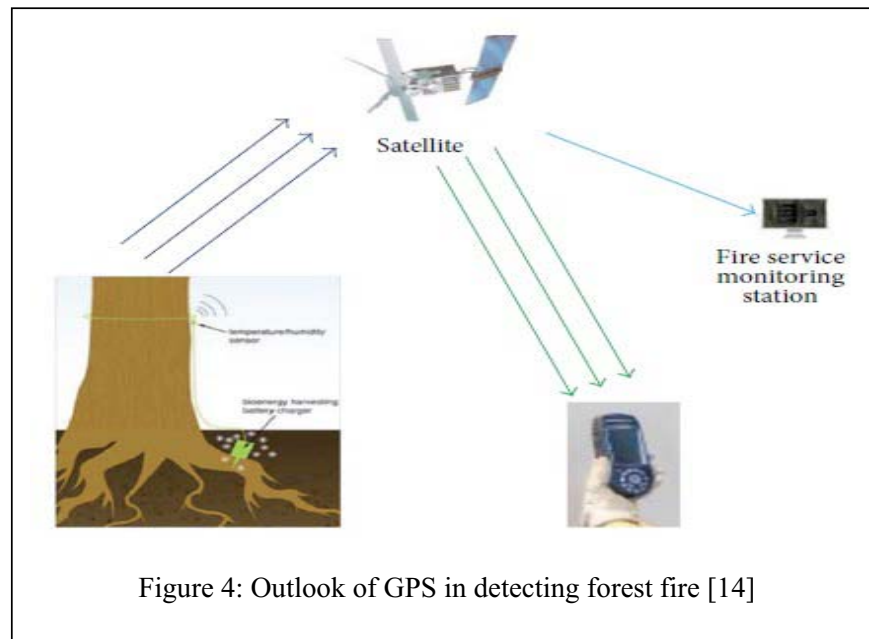 Satellite
Fire service
monitoring
station
temperature/humidity
sensor
bioenergy harvesting
battery charger
Figure 4: Outlook of GPS in detecting forest fire [14]